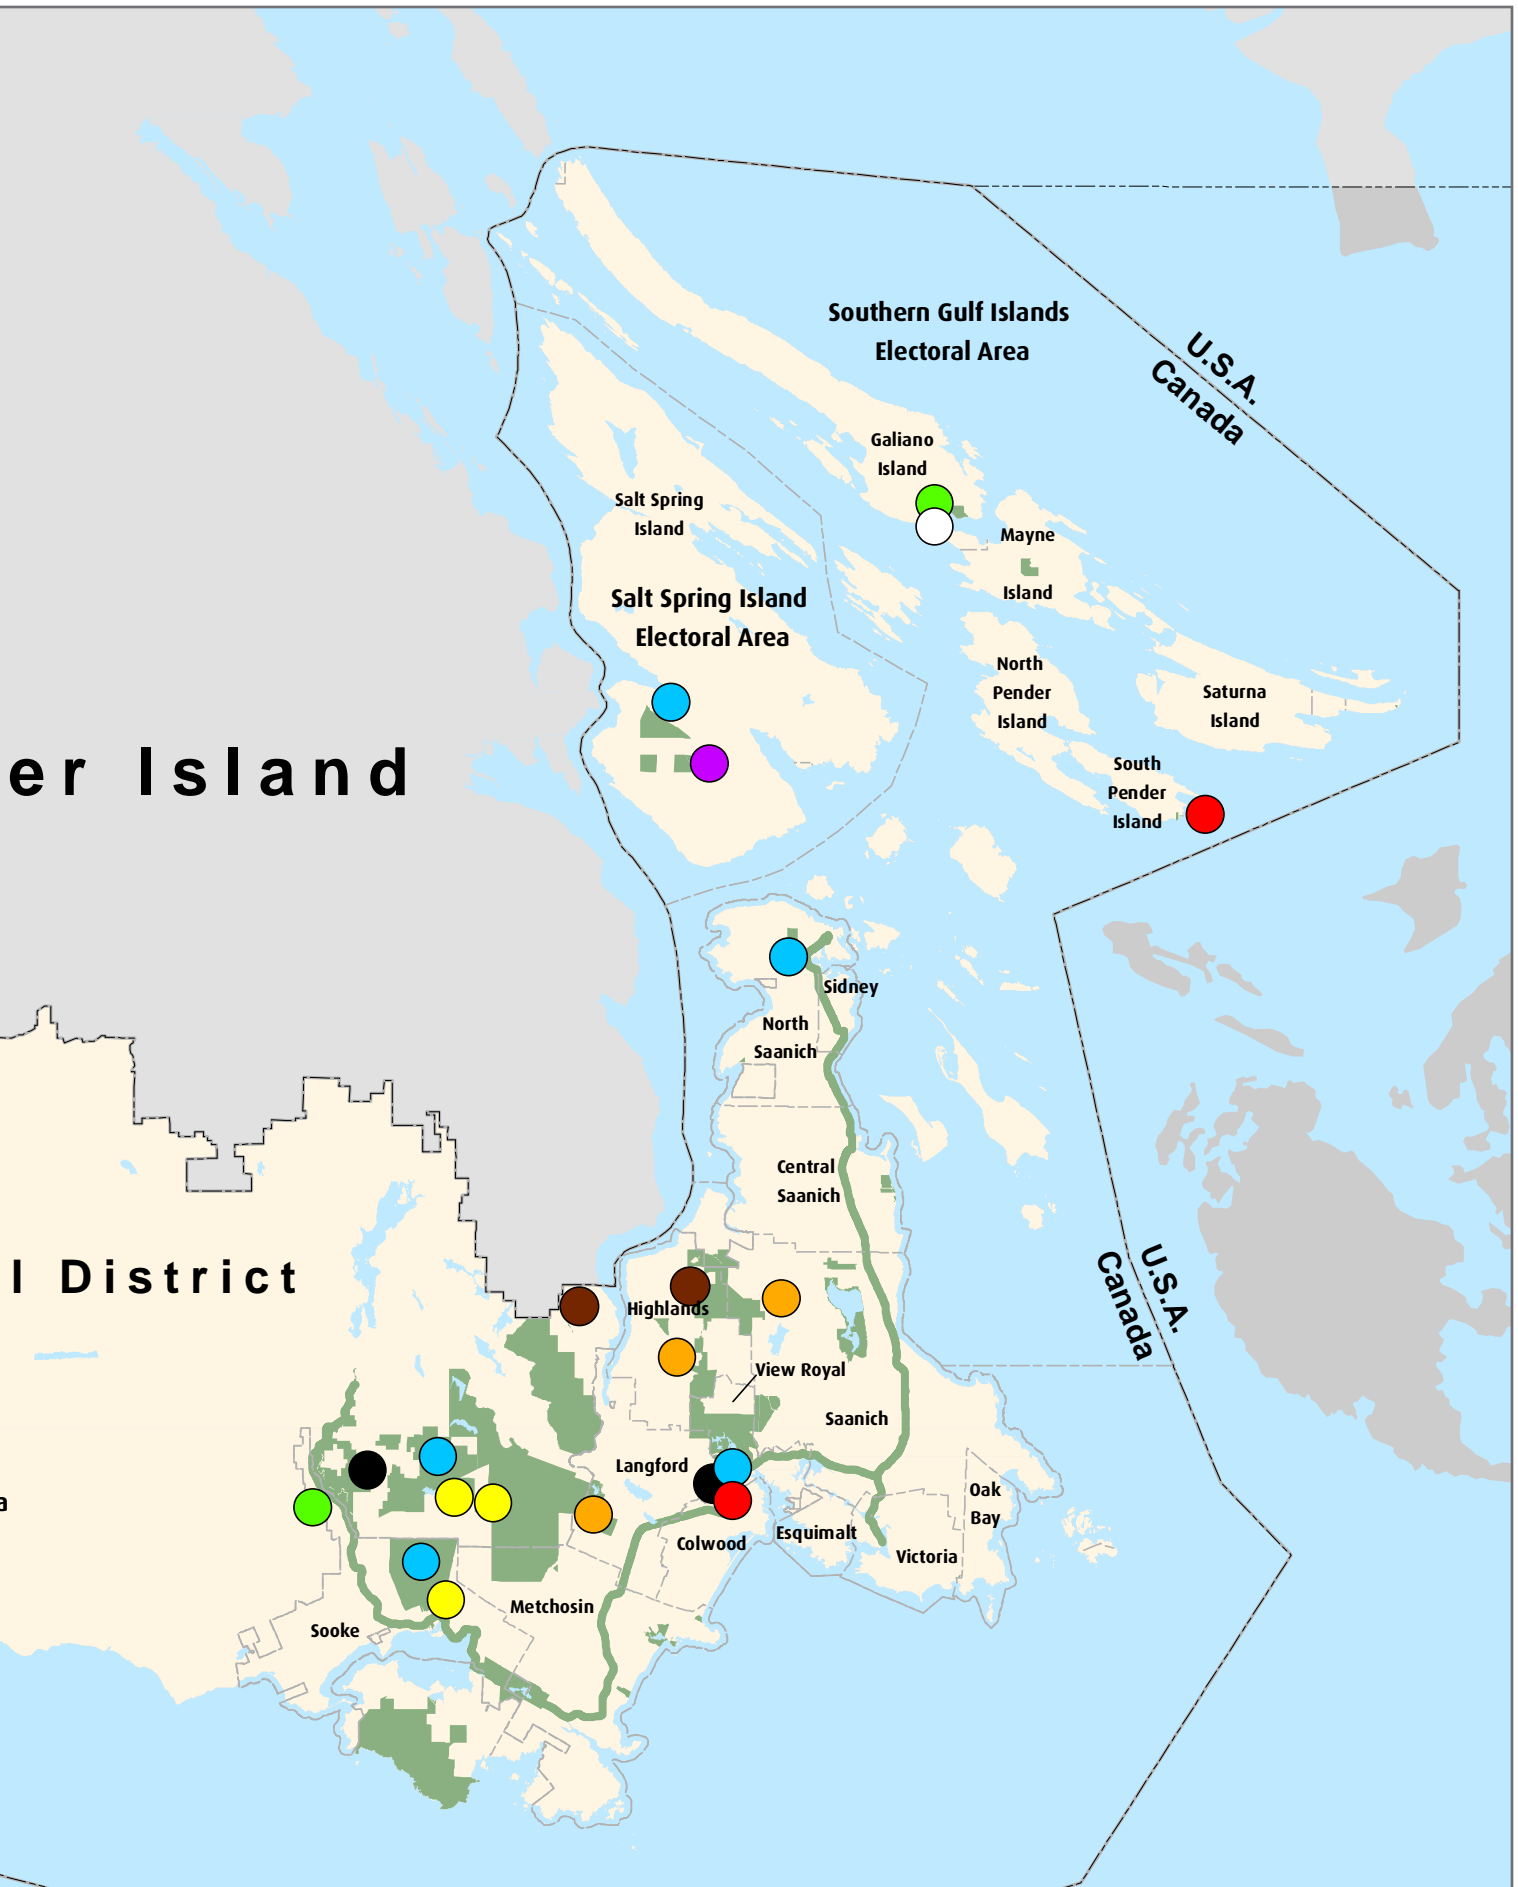 Southern Gulf Islands
Electoral Area
U.S.A.
Canada
Galiano
Island
Salt Spring
Island
Mayne
Island
Salt Spring Island
Electoral Area
North
Pender
Island
Saturna
Island
South
Pender
Island
er Island
Sidney
North
Saanich
Central
Saanich
l District
U.S.A.
Canada
Highlands
View Royal
Saanich
Langford
Oak
Bay
a
Esquimalt
Colwood
Victoria
Metchosin
Sooke